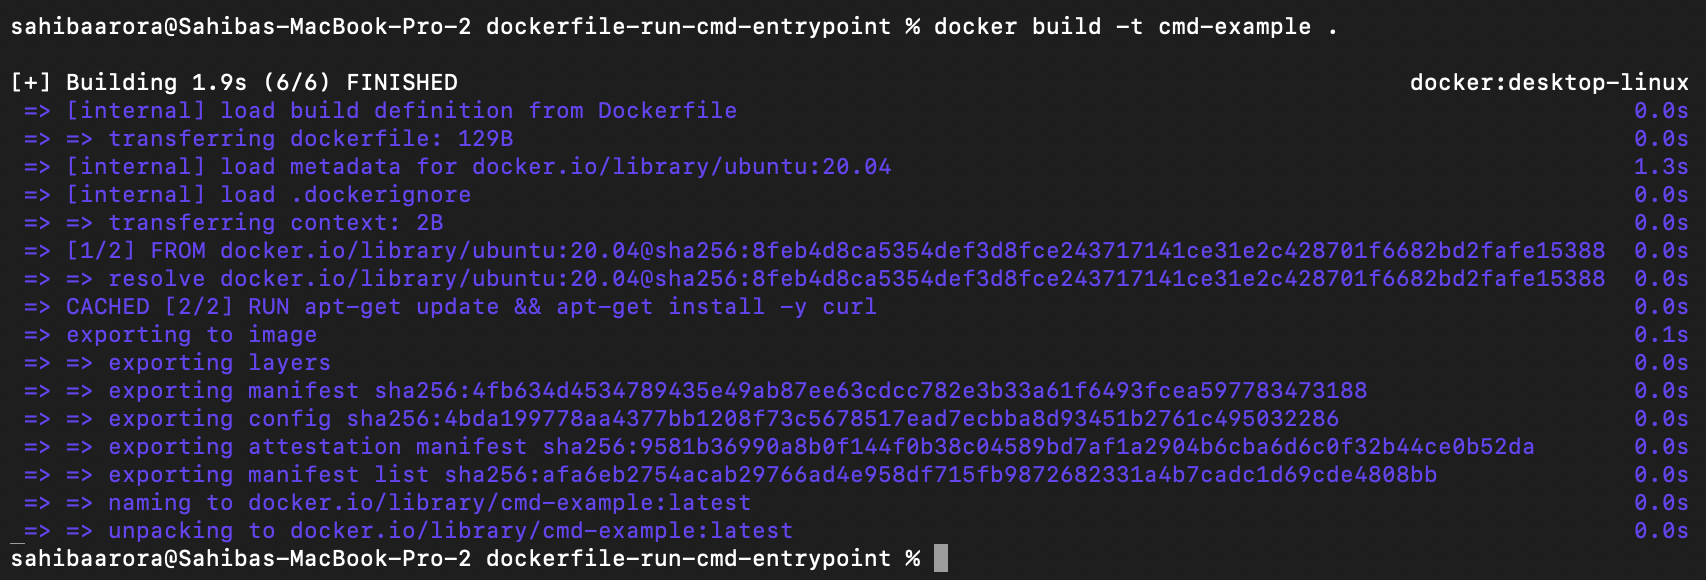 sahibaarora@Sahibas-MacBook-Pro-2 dockerfile-run-cmd-entrypoint % docker build -t cmd-example .
[+] Building 1.9s (6/6) FINISHED docker:desktop-linux
=> [internal] load build definition from Dockerfile 0.0s
=> => transferring dockerfile: 129B 0.0s
=> [internal] load metadata for docker.io/library/ubuntu:20.04 1.3s
=> [internal] load .dockerignore 0.0s
=> => transferring context: 2B 0.0s
=> [1/2] FROM docker.io/library/ubuntu:20.04@sha256:8feb4d8ca5354def3d8fce243717141ce31e2c428701f6682bd2fafe15388 0.0s
=> => resolve docker.io/library/ubuntu:20.04@sha256:8feb4d8ca5354def3d8fce243717141ce31e2c428701f6682bd2fafe15388 0.0s
=> CACHED [2/2] RUN apt-get update && apt-get install -y curl 0.0s
=> exporting to image 0.1s
=> => exporting layers 0.0s
=> => exporting manifest sha256:4fb634d4534789435e49ab87ee63cdcc782e3b33a61f6493fcea597783473188 0.0s
=> => exporting config sha256:4bda199778aa4377bb1208f73c5678517ead7ecbba8d93451b2761c495032286 0.0s
=> => exporting attestation manifest sha256:9581b36990a8b0f144f0b38c04589bd7af1a2904b6cba6d6c0f32b44ce0b52da 0.0s
=> => exporting manifest list sha256:afa6eb2754acab29766ad4e958df715fb9872682331a4b7cadc1d69cde4808bb 0.0s
=> => naming to docker.io/library/cmd-example:latest 0.0s
_=> => unpacking to docker.io/library/cmd-example:latest 0.0s
sahibaarora@Sahibas-MacBook-Pro-2 dockerfile-run-cmd-entrypoint %